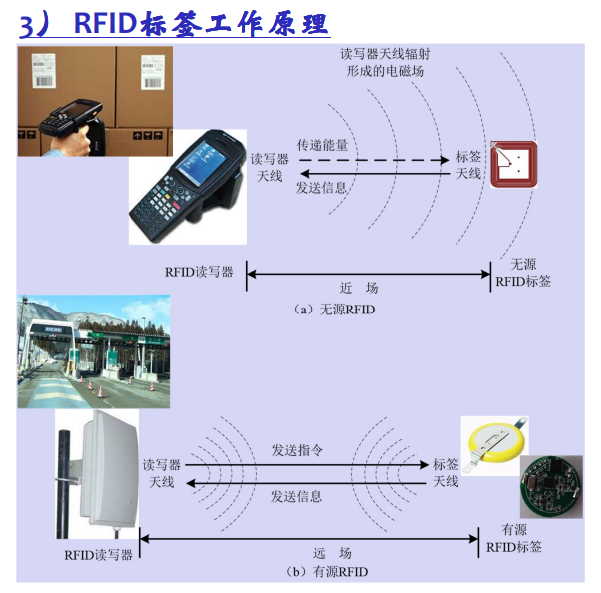 3） RFID标签工作原理
读写器天线辐射
形成的电磁场
传递能量
读写器
天线
标签
天线
发送信息
RFID读写器
近 场
无源
RFID标签
（a）无源RFID
发送指令
读写器
天线
标签
天线
发送信息
RFID读写器
远 场
有源
RFID标签
（b）有源RFID